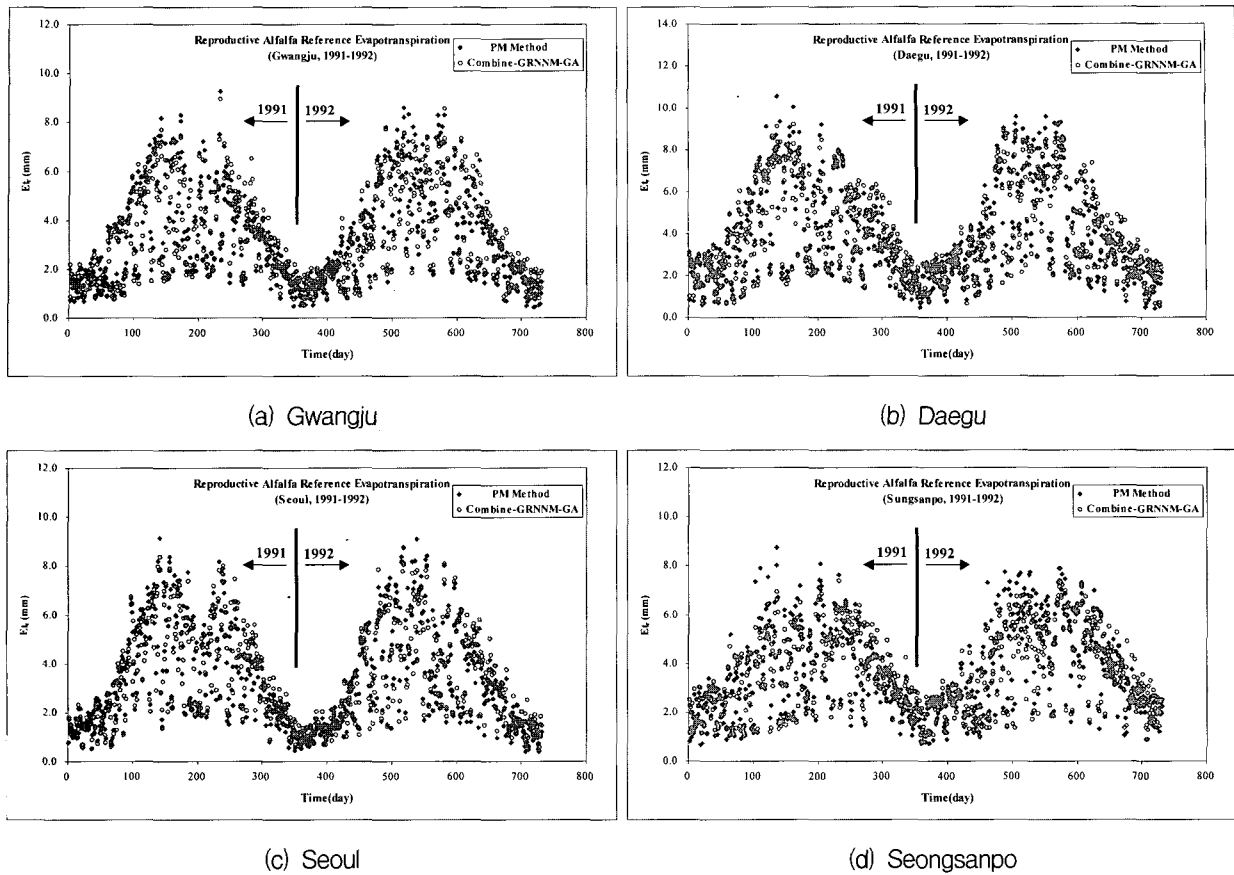 Reproductive Alfalfa Reference Evapotranspiration
(Gwangju, 1991-1992)
PM Method
Combine-GRNNM-GA
1991
1992
12.0
10.0
8.0
6.0
4.0
2.0
0.0
Etr (mm)
0 100 200 300 400 500 600 700 800
Time(day)
(a) Gwangju
Reproductive Alfalfa Reference Evapotranspiration
(Daegu, 1991-1992)
PM Method
Combine-GRNNM-GA
1991
1992
14.0
12.0
10.0
8.0
6.0
4.0
2.0
0.0
Etr (mm)
0 100 200 300 400 500 600 700 800
Time(day)
(b) Daegu
Reproductive Alfalfa Reference Evapotranspiration
(Seoul, 1991-1992)
PM Method
Combine-GRNNM-GA
1991
1992
12.0
10.0
8.0
6.0
4.0
2.0
0.0
Etr (mm)
0 100 200 300 400 500 600 700 800
Time(day)
(c) Seoul
Reproductive Alfalfa Reference Evapotranspiration
(Sungsanpo, 1991-1992)
PM Method
Combine-GRNNM-GA
1991
1992
12.0
10.0
8.0
6.0
4.0
2.0
0.0
Etr (mm)
0 100 200 300 400 500 600 700 800
Time(day)
(d) Seongsanpo